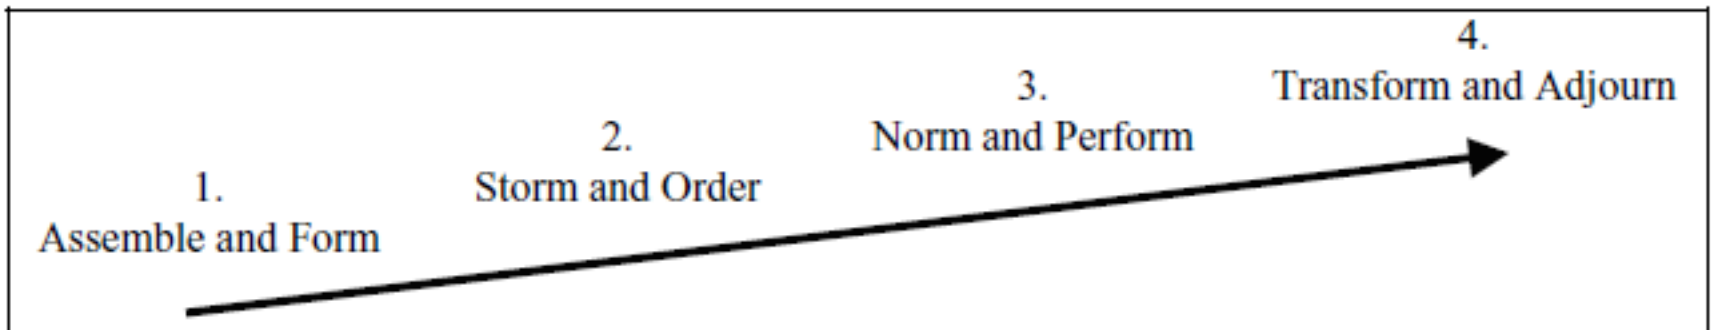 1.
Assemble and Form
2.
Storm and Order
3.
Norm and Perform
4.
Transform and Adjourn